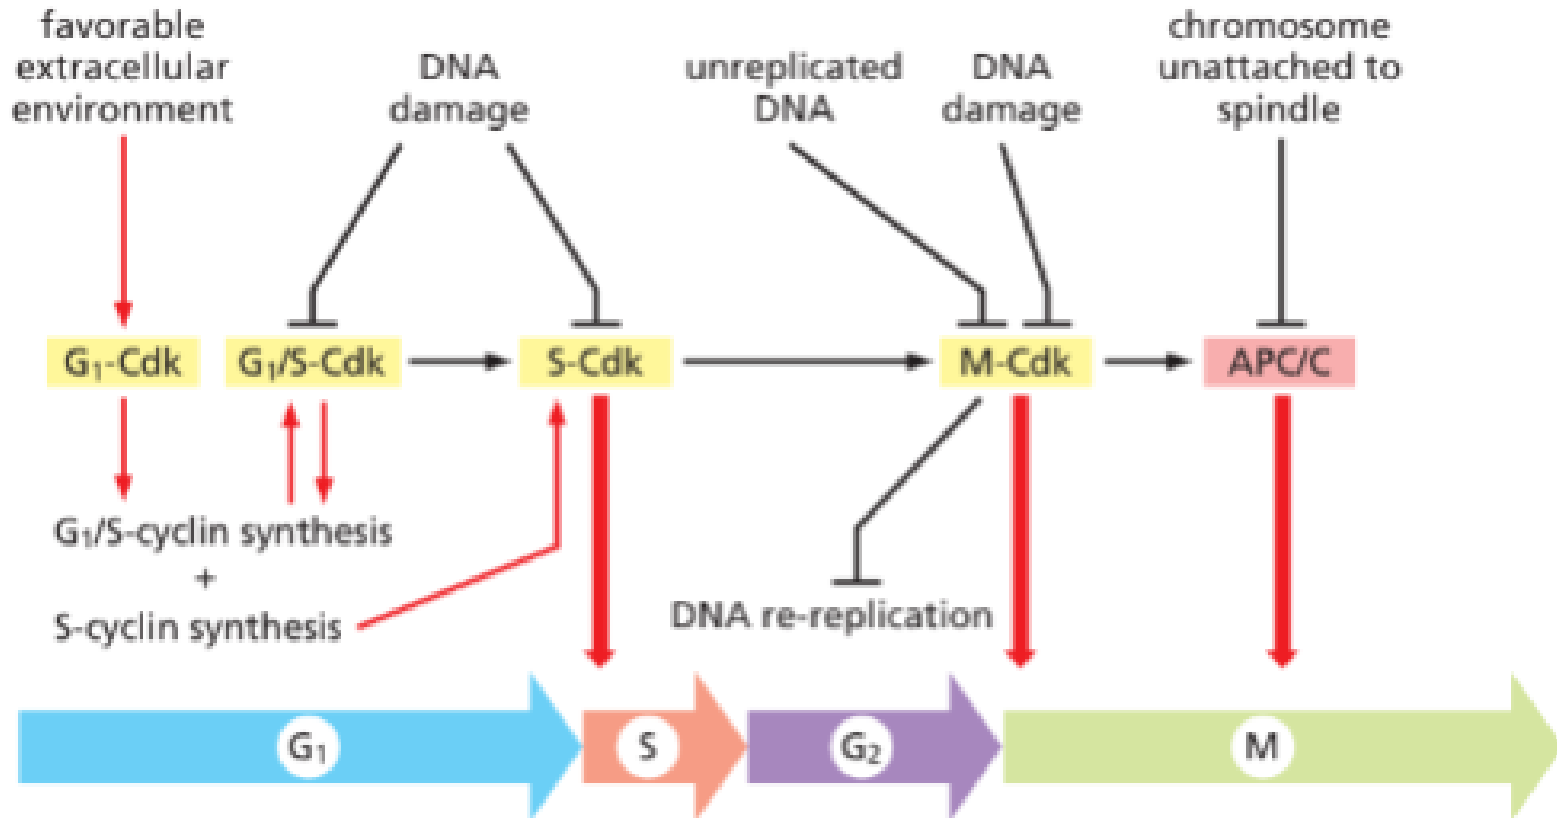 favorable
extracellular
environment
DNA
damage
unreplicated
DNA
DNA
damage
chromosome
unattached to
spindle
G₁-Cdk
G₁/S-Cdk
S-Cdk
M-Cdk
APC/C
G₁/S-cyclin synthesis
+
S-cyclin synthesis
DNA re-replication
G₁
S
G₂
M